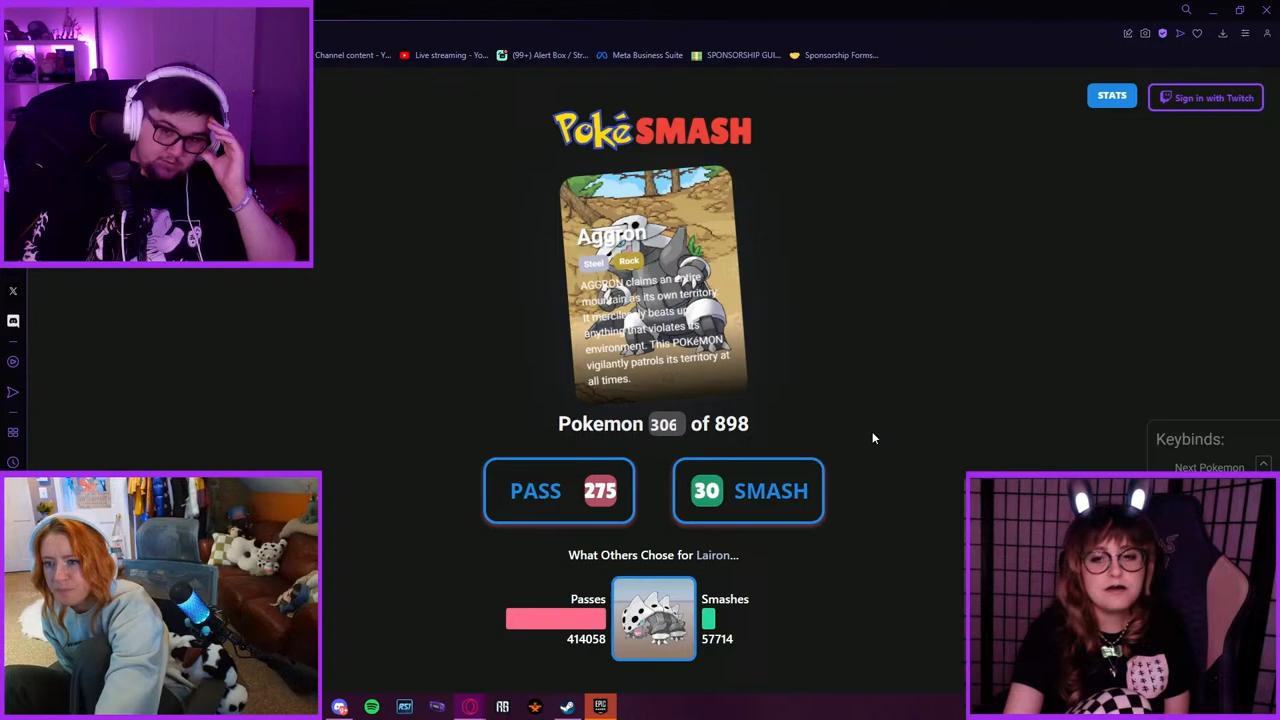 Channel content - Y...
Live streaming - Yo...
(99+) Alert Box / Str...
Meta Business Suite
SPONSORSHIP GUI...
Sponsorship Forms...
STATS
Sign in with Twitch
PokéSMASH
Aggron
Steel
Rock
AGGRON claims an entire
mountain as its own territory.
It mercilessly beats up
anything that violates its
environment. This POKéMON
vigilantly patrols its territory at
all times.
Pokemon 306 of 898
PASS 275
30 SMASH
Keybinds:
Next Pokemon
What Others Chose for Lairon...
Passes
414058
Smashes
57714
RSI